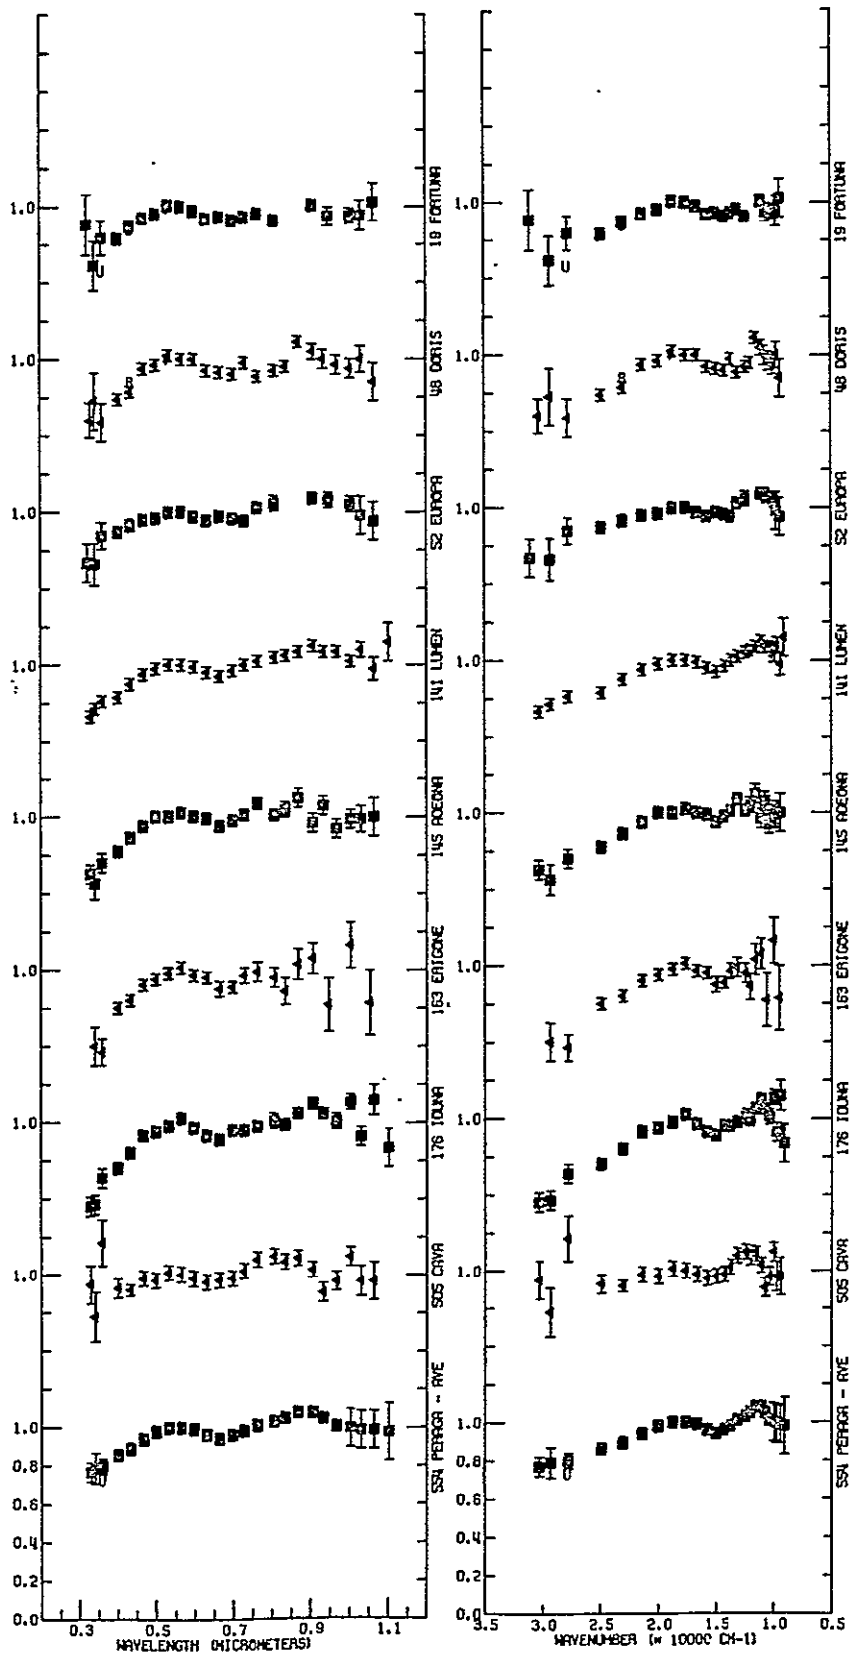 1.0
1.0
1.0
1.0
1.0
1.0
1.0
1.0
1.0
0.8
0.6
0.4
0.2
0.0
0.3 0.5 0.7 0.9 1.1
WAVELENGTH (MICROMETERS)
19 FORTUNA
48 DORIS
52 EUROPA
141 LUMEN
145 ADEONA
163 ERIGONE
176 IDUNA
505 CAVA
554 PERAGA - AVE
U
B
1.0
1.0
1.0
1.0
1.0
1.0
1.0
1.0
1.0
0.8
0.6
0.4
0.2
0.0
3.5 3.0 2.5 2.0 1.5 1.0 0.5
WAVENUMBER (* 10000 CM-1)
19 FORTUNA
48 DORIS
52 EUROPA
141 LUMEN
145 ADEONA
163 ERIGONE
176 IDUNA
505 CAVA
554 PERAGA - AVE
U
B
U